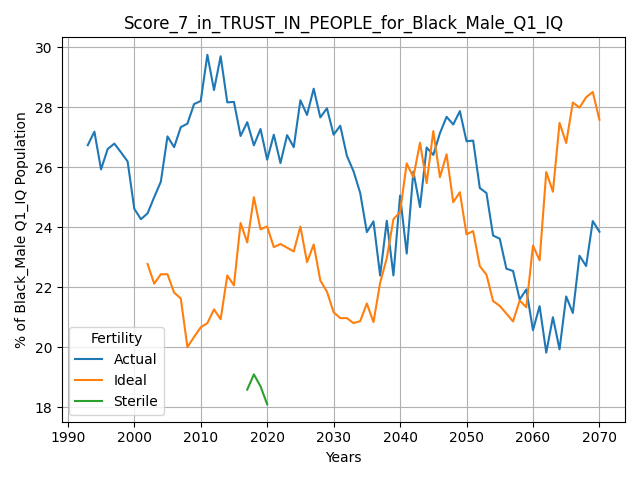 Score_7_in_TRUST_IN_PEOPLE_for_Black_Male_Q1_IQ
% of Black_Male Q1_IQ Population
30
28
26
24
22
20
18
Fertility
Actual
Ideal
Sterile
1990 2000 2010 2020 2030 2040 2050 2060 2070
Years